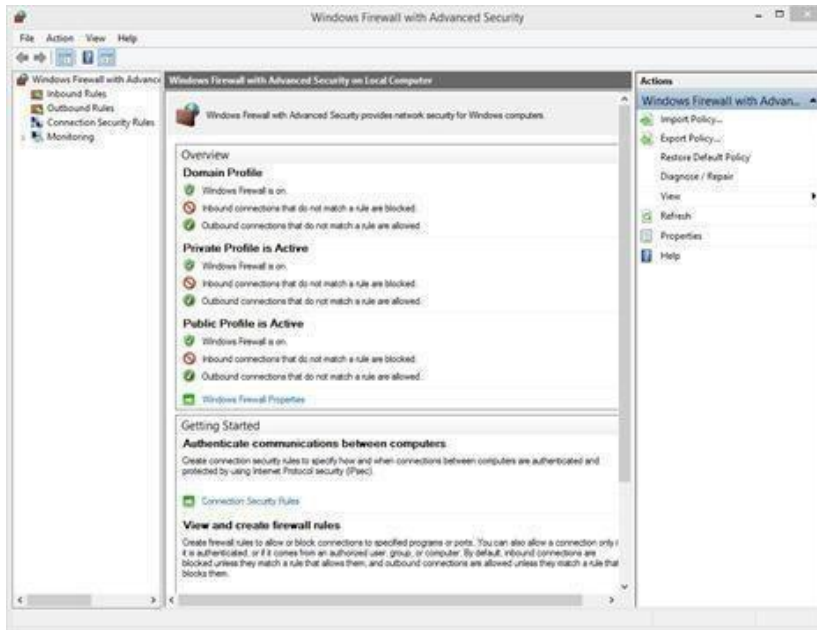 Windows Firewall with Advanced Security
File Action View Help
Windows Firewall with Advance
Inbound Rules
Outbound Rules
Connection Security Rules
Monitoring
Windows Firewall with Advanced Security on Local Computer
Windows Firewall with Advanced Security provides network security for Windows computers.
Overview
Domain Profile
Windows Firewall is on.
Inbound connections that do not match a rule are blocked.
Outbound connections that do not match a rule are allowed.
Private Profile is Active
Windows Firewall is on.
Inbound connections that do not match a rule are blocked.
Outbound connections that do not match a rule are allowed.
Public Profile is Active
Windows Firewall is on.
Inbound connections that do not match a rule are blocked.
Outbound connections that do not match a rule are allowed.
Windows Firewall Properties
Getting Started
Authenticate communications between computers
Create connection security rules to specify how and when connections between computers are authenticated and
protected by using Internet Protocol security (IPsec).
Connection Security Rules
View and create firewall rules
Create firewall rules to allow or block connections to specified programs or ports. You can also allow a connection only i
it is authenticated, or if it comes from an authorized user, group, or computer. By default, inbound connections are
blocked unless they match a rule that allows them, and outbound connections are allowed unless they match a rule that
blocks them.
Actions
Windows Firewall with Advan...
Import Policy...
Export Policy...
Restore Default Policy
Diagnose / Repair
View
Refresh
Properties
Help